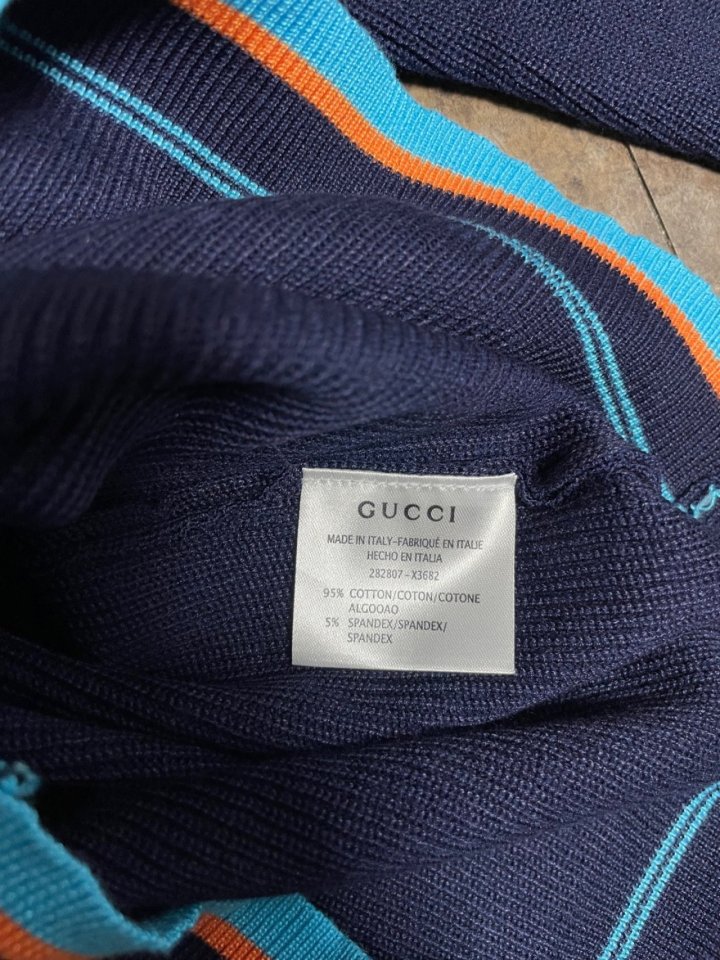 GUCCI
MADE IN ITALY-FABRIQUÉ EN ITALIE
HECHO EN ITALIA
282807-X3682
95% COTTON/COTON/COTONE
ALGOOAO
5% SPANDEX/SPANDEX/
SPANDEX